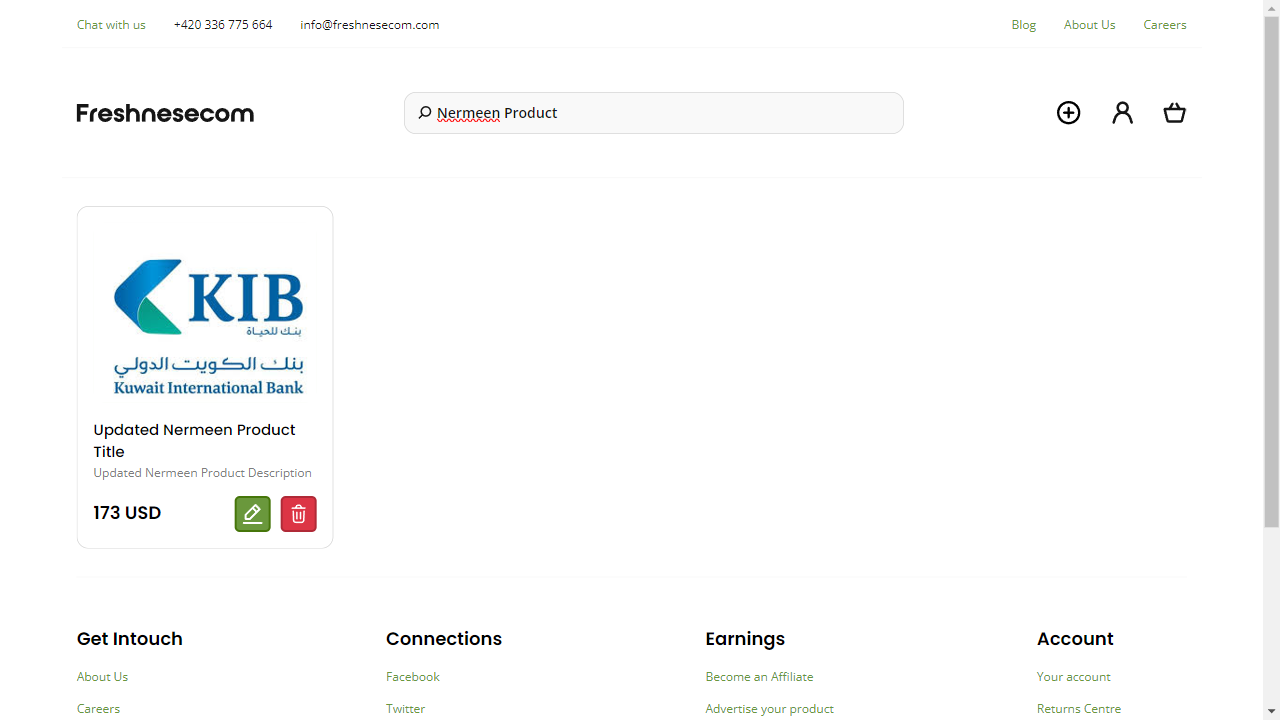 Chat with us +420 336 775 664 info@freshnesecom.com Blog About Us Careers
Freshnesecom
Nermeen Product
KIB
بنك للحياة
بنك الكويت الدولي
Kuwait International Bank
Updated Nermeen Product
Title
Updated Nermeen Product Description
173 USD
Get Intouch Connections Earnings Account
About Us Facebook Become an Affiliate Your account
Careers Twitter Advertise your product Returns Centre